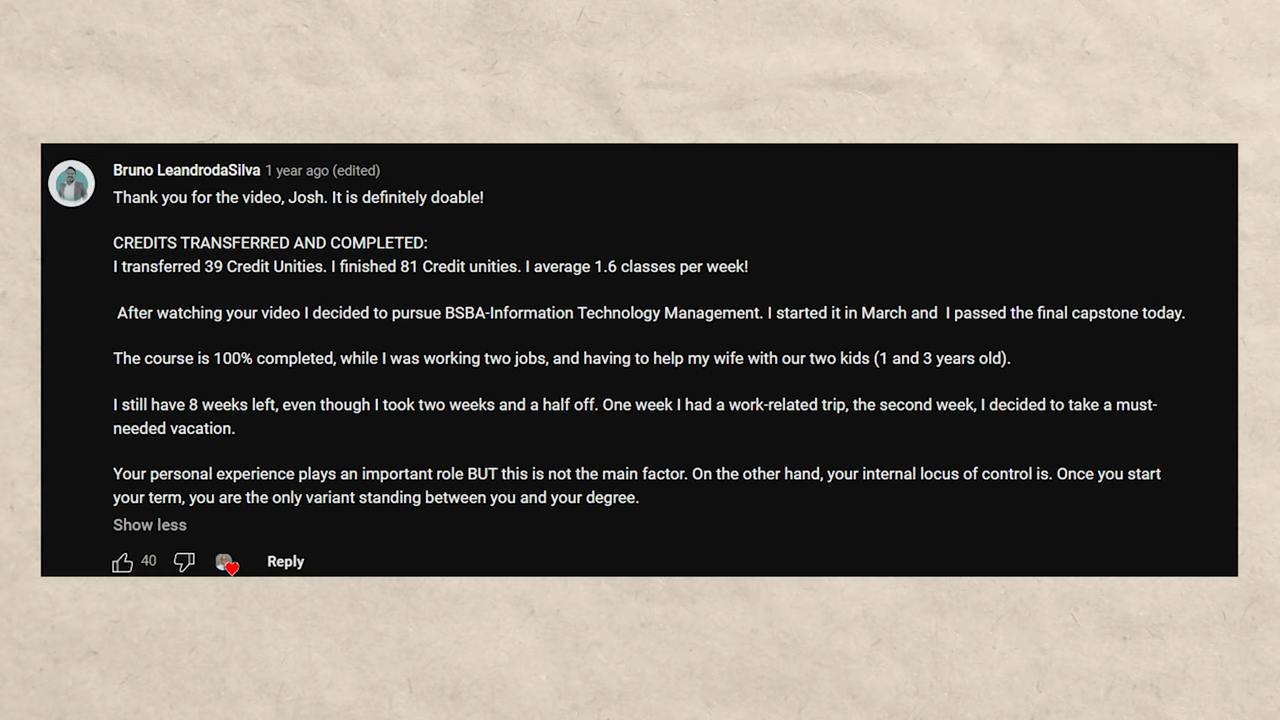 Bruno LeandrodaSilva 1 year ago (edited)
Thank you for the video, Josh. It is definitely doable!
CREDITS TRANSFERRED AND COMPLETED:
I transferred 39 Credit Unities. I finished 81 Credit unities. I average 1.6 classes per week!
After watching your video I decided to pursue BSBA-Information Technology Management. I started it in March and I passed the final capstone today.
The course is 100% completed, while I was working two jobs, and having to help my wife with our two kids (1 and 3 years old).
I still have 8 weeks left, even though I took two weeks and a half off. One week I had a work-related trip, the second week, I decided to take a must-
needed vacation.
Your personal experience plays an important role BUT this is not the main factor. On the other hand, your internal locus of control is. Once you start
your term, you are the only variant standing between you and your degree.
Show less
40 Reply